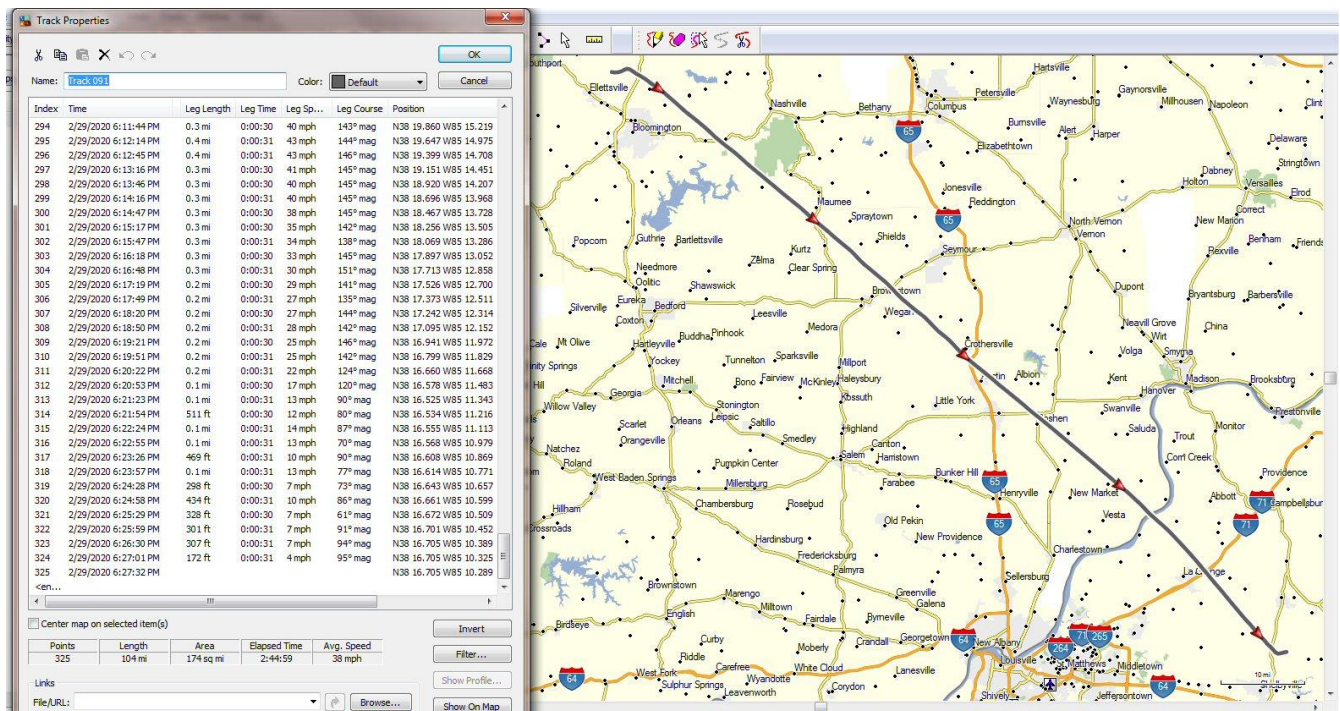 Track Properties
OK
Name: Track 091 Color: Default Cancel
Index Time Leg Length Leg Time Leg Sp... Leg Course Position
294 2/29/2020 6:11:44 PM 0.3 mi 0:00:30 40 mph 143° mag N38 19.860 W85 15.219
295 2/29/2020 6:12:14 PM 0.4 mi 0:00:31 43 mph 144° mag N38 19.647 W85 14.975
296 2/29/2020 6:12:45 PM 0.4 mi 0:00:31 43 mph 146° mag N38 19.399 W85 14.708
297 2/29/2020 6:13:16 PM 0.3 mi 0:00:30 41 mph 145° mag N38 19.151 W85 14.451
298 2/29/2020 6:13:46 PM 0.3 mi 0:00:30 40 mph 145° mag N38 18.920 W85 14.207
299 2/29/2020 6:14:16 PM 0.3 mi 0:00:31 40 mph 145° mag N38 18.696 W85 13.968
300 2/29/2020 6:14:47 PM 0.3 mi 0:00:30 38 mph 145° mag N38 18.467 W85 13.728
301 2/29/2020 6:15:17 PM 0.3 mi 0:00:30 35 mph 142° mag N38 18.256 W85 13.505
302 2/29/2020 6:15:47 PM 0.3 mi 0:00:31 34 mph 138° mag N38 18.069 W85 13.286
303 2/29/2020 6:16:18 PM 0.3 mi 0:00:30 33 mph 145° mag N38 17.897 W85 13.052
304 2/29/2020 6:16:48 PM 0.3 mi 0:00:31 30 mph 151° mag N38 17.713 W85 12.858
305 2/29/2020 6:17:19 PM 0.2 mi 0:00:30 29 mph 141° mag N38 17.526 W85 12.700
306 2/29/2020 6:17:49 PM 0.2 mi 0:00:31 27 mph 135° mag N38 17.373 W85 12.511
307 2/29/2020 6:18:20 PM 0.2 mi 0:00:30 27 mph 144° mag N38 17.242 W85 12.314
308 2/29/2020 6:18:50 PM 0.2 mi 0:00:31 28 mph 142° mag N38 17.095 W85 12.152
309 2/29/2020 6:19:21 PM 0.2 mi 0:00:30 25 mph 146° mag N38 16.941 W85 11.972
310 2/29/2020 6:19:51 PM 0.2 mi 0:00:31 25 mph 142° mag N38 16.799 W85 11.829
311 2/29/2020 6:20:22 PM 0.2 mi 0:00:31 22 mph 124° mag N38 16.660 W85 11.668
312 2/29/2020 6:20:53 PM 0.1 mi 0:00:30 17 mph 120° mag N38 16.578 W85 11.483
313 2/29/2020 6:21:23 PM 0.1 mi 0:00:31 13 mph 90° mag N38 16.525 W85 11.343
314 2/29/2020 6:21:54 PM 511 ft 0:00:30 12 mph 80° mag N38 16.534 W85 11.216
315 2/29/2020 6:22:24 PM 0.1 mi 0:00:31 14 mph 87° mag N38 16.555 W85 11.113
316 2/29/2020 6:22:55 PM 0.1 mi 0:00:31 13 mph 70° mag N38 16.568 W85 10.979
317 2/29/2020 6:23:26 PM 469 ft 0:00:31 10 mph 90° mag N38 16.608 W85 10.869
318 2/29/2020 6:23:57 PM 0.1 mi 0:00:31 13 mph 77° mag N38 16.614 W85 10.771
319 2/29/2020 6:24:28 PM 298 ft 0:00:30 7 mph 73° mag N38 16.643 W85 10.657
320 2/29/2020 6:24:58 PM 434 ft 0:00:31 10 mph 86° mag N38 16.661 W85 10.599
321 2/29/2020 6:25:29 PM 328 ft 0:00:30 7 mph 61° mag N38 16.672 W85 10.509
322 2/29/2020 6:25:59 PM 301 ft 0:00:31 7 mph 91° mag N38 16.701 W85 10.452
323 2/29/2020 6:26:30 PM 307 ft 0:00:31 7 mph 94° mag N38 16.705 W85 10.389
324 2/29/2020 6:27:01 PM 172 ft 0:00:31 4 mph 95° mag N38 16.705 W85 10.325
325 2/29/2020 6:27:32 PM N38 16.705 W85 10.289
<en...
Center map on selected item(s)
Invert
Points Length Area Elapsed Time Avg. Speed
325 104 mi 174 sq mi 2:44:59 38 mph
Filter...
Show Profile...
Links
File/URL: Browse... Show On Map
Hartsville
Ellettsville Petersville Gaynorsville
Nashville Bethany Columbus Waynesburg Milhousen Napoleon
Bloomington 65 Burnsville Alert Harper Delaware
Elizabethtown Stringtown
Dabney
Jonesville Holton Versailles Elrod
Maumee Reddington Correct
Spraytown 65 North Vernon New Marion
Popcorn Guthrie Bartlettsville Shields Vernon Benham
Kurtz Seymour Rexville
Needmore Zelma Clear Spring
Oolitic Shawswick Brownstown Dupont Bryantsburg Barbersville
Silverville Eureka Bedford Leesville Wegan
Coxton Medora Neavill Grove China
Mt Olive Hartleyville Buddha Pinhook Crothersville Wirt
Yockey Tunnelton Sparksville Millport Volga Smyrna
Mitchell Bono Fairview McKinley Haleysburg Albion Kent Madison Brooksburg
Georgia Kossuth Hanover
Willow Valley Stonington Little York Swanville Prestonville
Scarlet Orleans Leipsic Saltillo Highland Saluda Monitor
Natchez Orangeville Smedley Canton Trout
Roland Pumpkin Center Salem Harristown Corn Creek
West Baden Springs Millersburg Bunker Hill 65 Providence
Hillham Chambersburg Rosebud Farabee Henryville New Market Abbott 71
Old Pekin 65 Vesta 71
Hardinsburg New Providence
Fredericksburg Charlestown
Palmyra Sellersburg La Grange
Brownstown Marengo Greenville
Birdseye English Milltown Galena
Fairdale Byrneville
Curby Moberly Crandall Georgetown 64 New Albany 71 265
Riddle 264
64 West Fork Carefree White Cloud Lanesville Louisville St. Matthews Middletown
Sulphur Springs Wyandotte 64 10 mi
Leavenworth Corydon Shively Jeffersontown Shelbyville